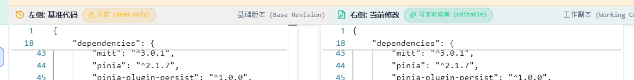 左侧: 基准代码 只读 (Read Only) 基础版本 (Base Revision) 右侧: 当前修改 可实时编辑 (Editable) 工作副本 (Working Co
1 { 1 {
18 "dependencies": { 18 "dependencies": {
43 "mitt": "^3.0.1", 43 "mitt": "^3.0.1",
44 "pinia": "^2.1.7", 44 "pinia": "^2.1.7",
45 "pinia-plugin-persist": "^1.0.0", 45 "pinia-plugin-persist": "^1.0.0",